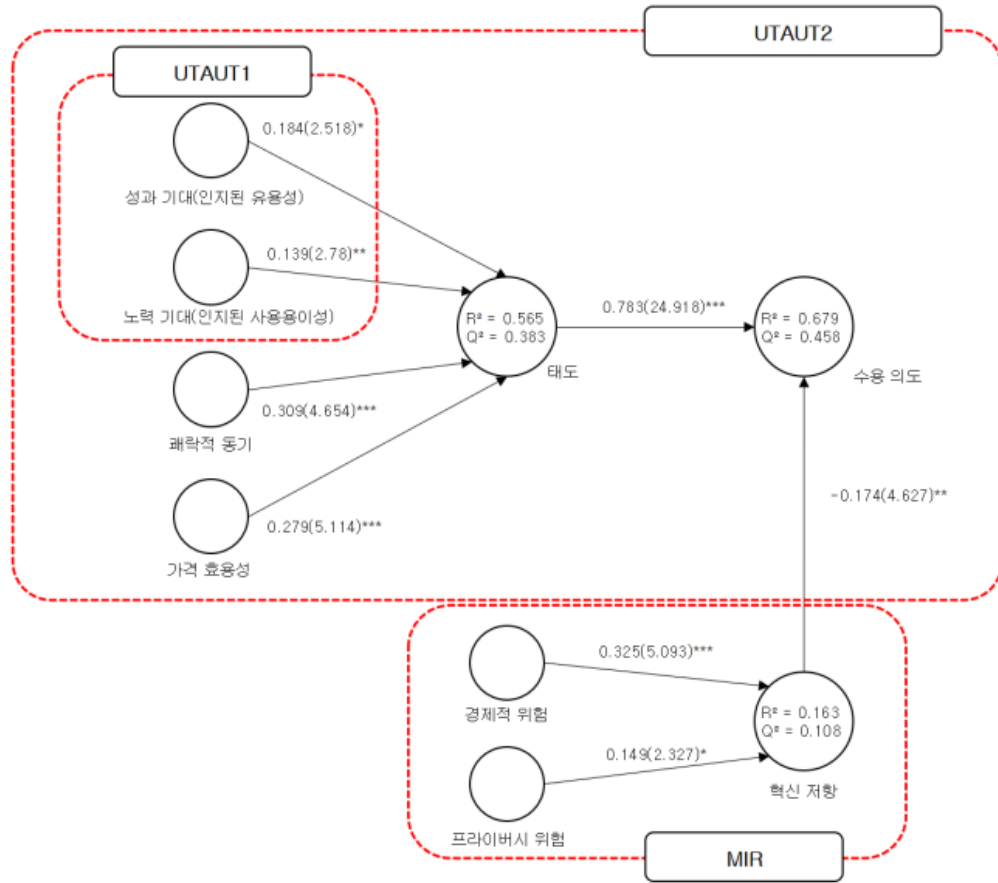 UTAUT2
UTAUT1
0.184(2.518)*
성과 기대(인지된 유용성)
0.139(2.78)**
노력 기대(인지된 사용용이성)
R² = 0.565
Q² = 0.383
태도
0.783(24.918)***
R² = 0.679
Q² = 0.458
수용 의도
0.309(4.654)***
쾌락적 동기
0.279(5.114)***
가격 효용성
-0.174(4.627)**
0.325(5.093)***
경제적 위험
R² = 0.163
Q² = 0.108
혁신 저항
0.149(2.327)*
프라이버시 위험
MIR